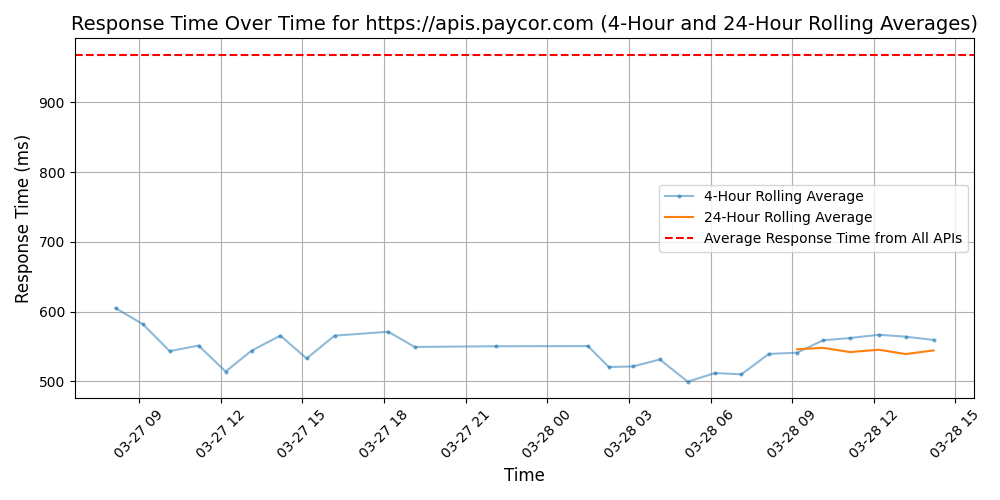 Response Time Over Time for https://apis.paycor.com (4-Hour and 24-Hour Rolling Averages)
Response Time (ms)
900
800
700
600
500
4-Hour Rolling Average
24-Hour Rolling Average
Average Response Time from All APIs
03-27 09
03-27 12
03-27 15
03-27 18
03-27 21
03-28 00
03-28 03
03-28 06
03-28 09
03-28 12
03-28 15
Time